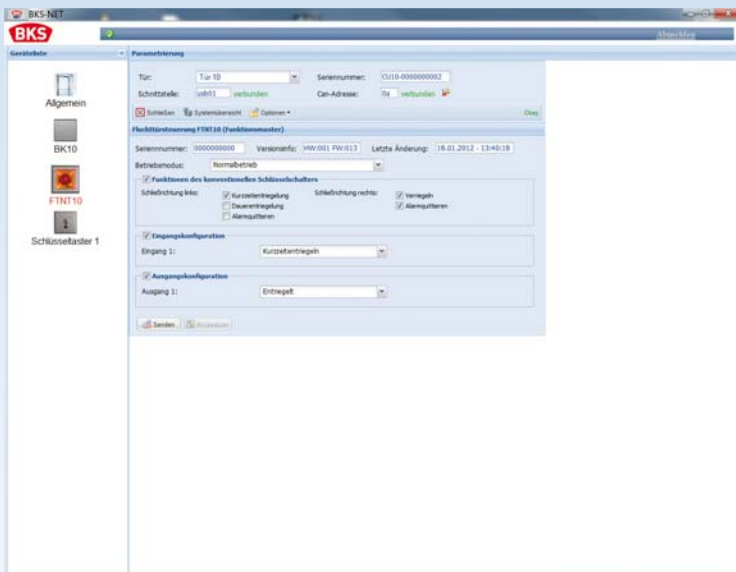 BKS-NET
BKS
Abmelden
Geräteliste
Parametrierung
Allgemein
BK10
FTNT10
Schlüsseltaster 1
Tür: Tür 10 Seriennummer: CU10-0000000002
Schnittstelle: usb01 verbunden Can-Adresse: 0a verbunden
Schließen Systemübersicht Optionen Okay
Fluchttürsteuerung FTNT10 (Funktionsmaster)
Seriennummer: 0000000000 Versionsinfo: HW:001 FW:013 Letzte Änderung: 18.01.2012 - 13:40:18
Betriebsmodus: Normalbetrieb
Funktionen des konventionellen Schlüsselschalters
Schließrichtung links: Kurzzeitentriegelung Schließrichtung rechts: Verriegeln
Dauerentriegelung Alarmquittieren
Alarmquittieren
Eingangskonfiguration
Eingang 1: Kurzzeitentriegeln
Ausgangskonfiguration
Ausgang 1: Entriegelt
Senden